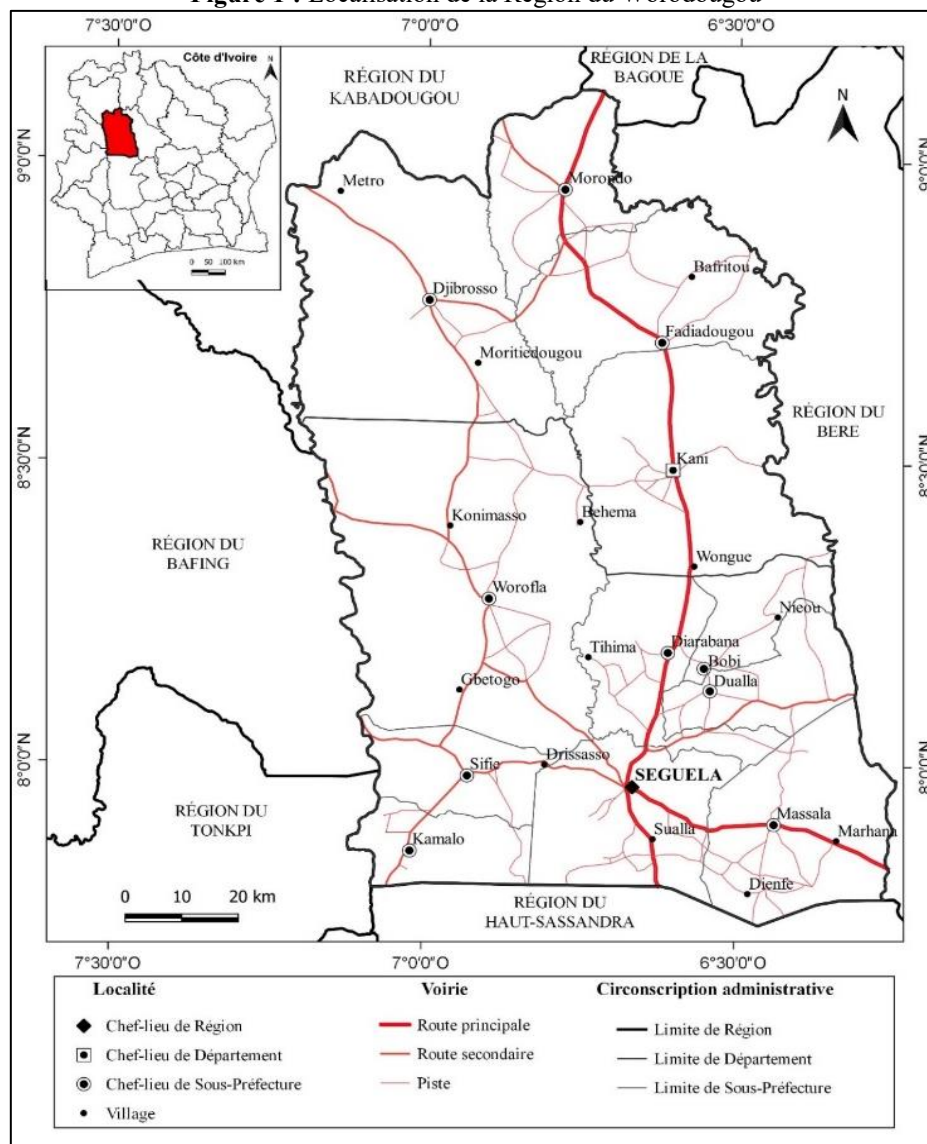 Figure 1 : Localisation de la Région du Worodougou
7°30'0"O
7°00'0"O
6°30'0"O
Côte d'Ivoire
N
0 50 100 km
RÉGION DU
KABADOUGOU
RÉGION DE LA
BAGOUE
N
9°0'0"N
9°0'0"N
Metro
Morondo
Bafritou
Djibrosso
Fadiadougou
Moritiedougou
RÉGION DU
BERE
8°30'0"N
8°30'0"N
Kani
Konimasso
Behema
RÉGION DU
BAFING
Wongue
Worofla
Nieou
Tihima
Diarabana
Bobi
Dualla
Gbetogo
8°0'0"N
8°0'0"N
Sifie
Drissasso
SEGUELA
RÉGION DU
TONKPI
Massala
Marhana
Kamalo
Sualla
Dienfe
0 10 20 km
RÉGION DU
HAUT-SASSANDRA
7°30'0"O
7°00'0"O
6°30'0"O
Localité
Chef-lieu de Région
Chef-lieu de Département
Chef-lieu de Sous-Préfecture
Village
Voirie
Route principale
Route secondaire
Piste
Circonscription administrative
Limite de Région
Limite de Département
Limite de Sous-Préfecture